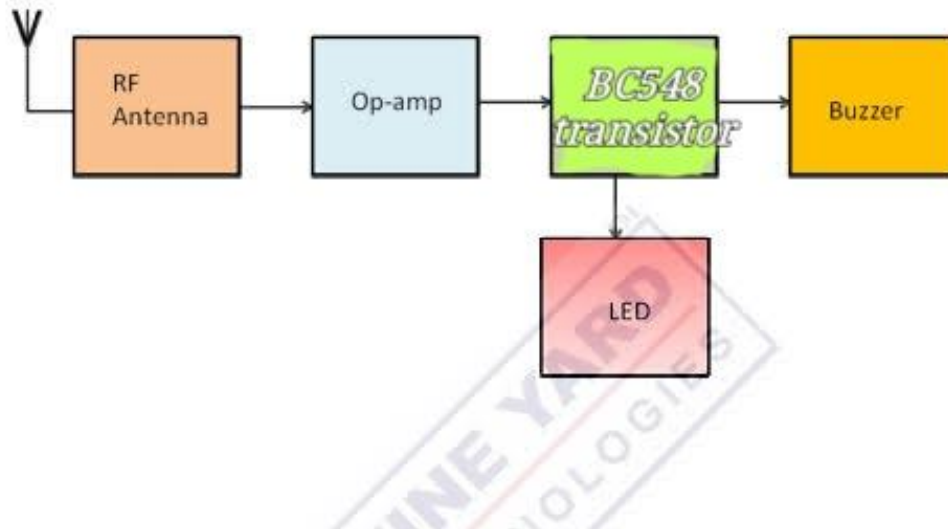 RF
Antenna
Op-amp
BC548
transistor
Buzzer
LED